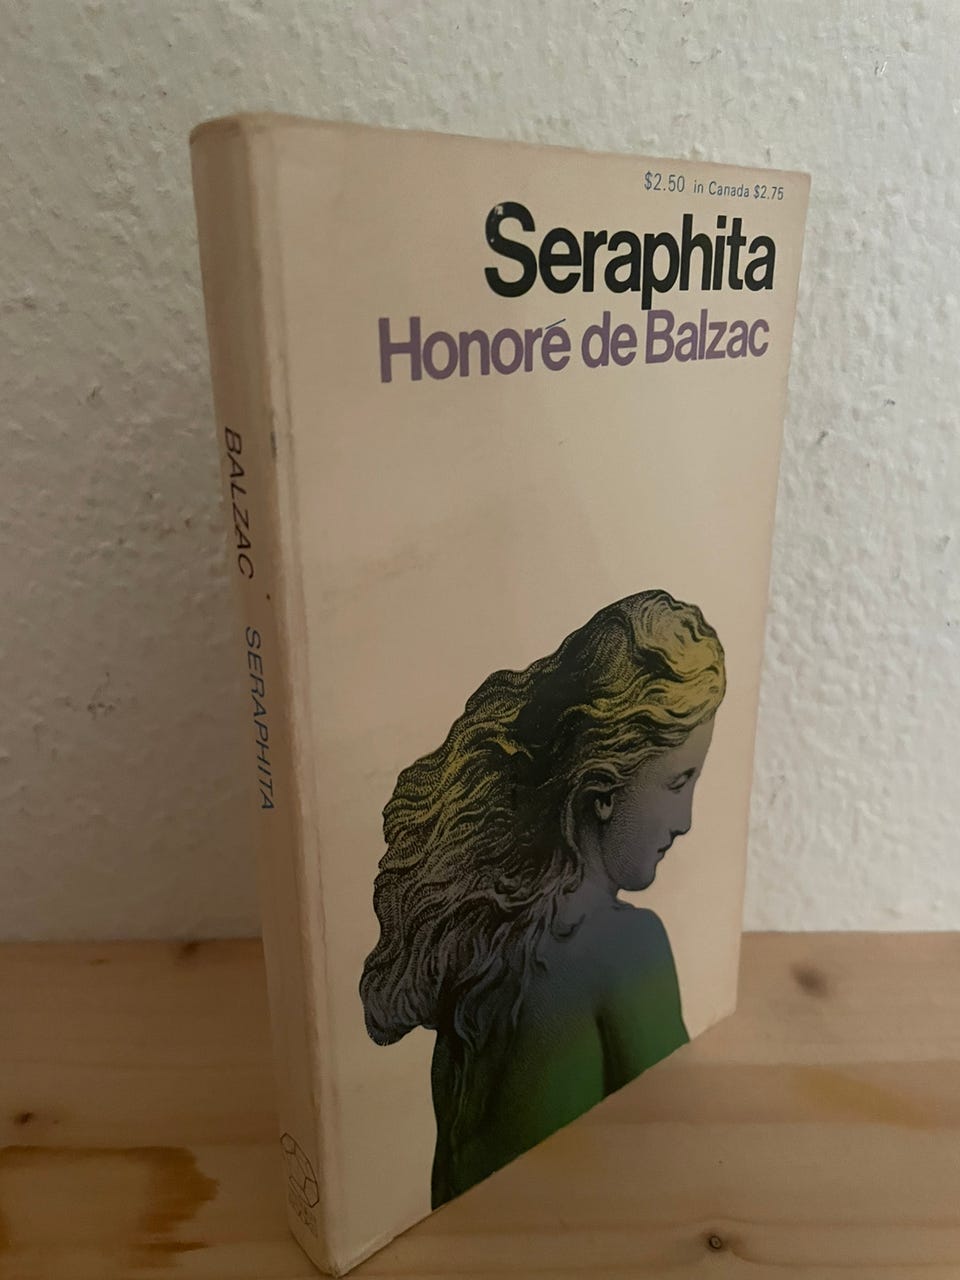 $2.50 in Canada $2.75
Seraphita
Honoré de Balzac
BALZAC · SERAPHITA